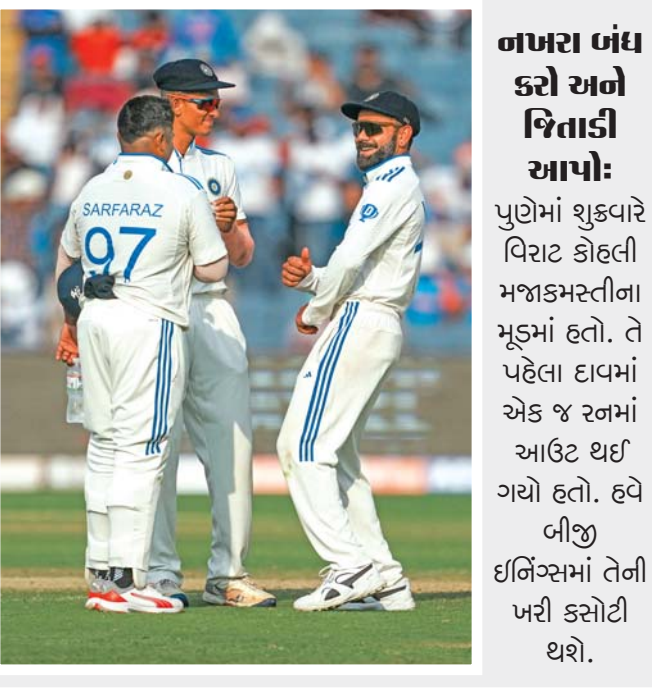 SARFARAZ
97
નખરા બંધ
કરો અને
જિતાડી
આપોઃ
પુણેમાં શુક્રવારે
વિરાટ કોહલી
મજાકમસ્તીના
મૂડમાં હતો. તે
પહેલા દાવમાં
એક જ રનમાં
આઉટ થઈ
ગયો હતો. હવે
બીજી
ઇનિંગ્સમાં તેની
ખરી કસોટી
થશે.